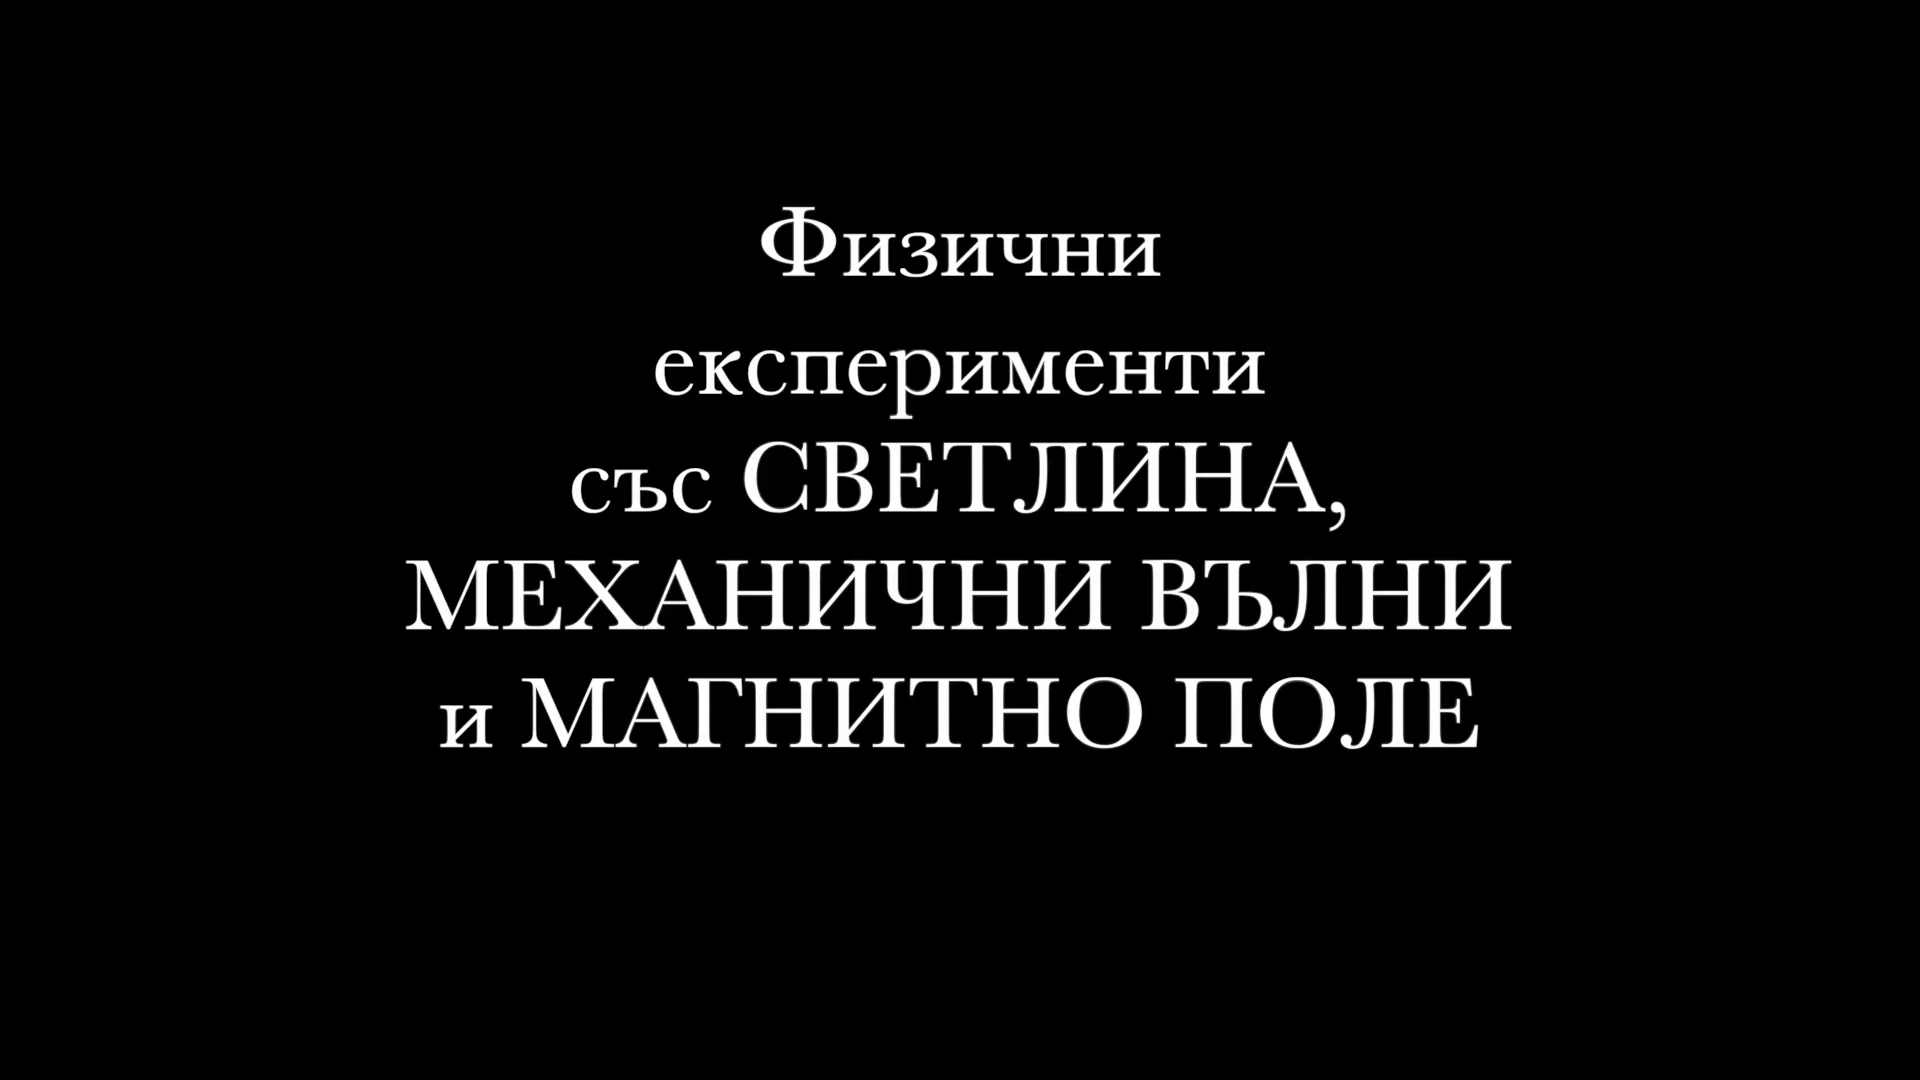 Физични
експерименти
със СВЕТЛИНА,
МЕХАНИЧНИ ВЪЛНИ
и МАГНИТНО ПОЛЕ